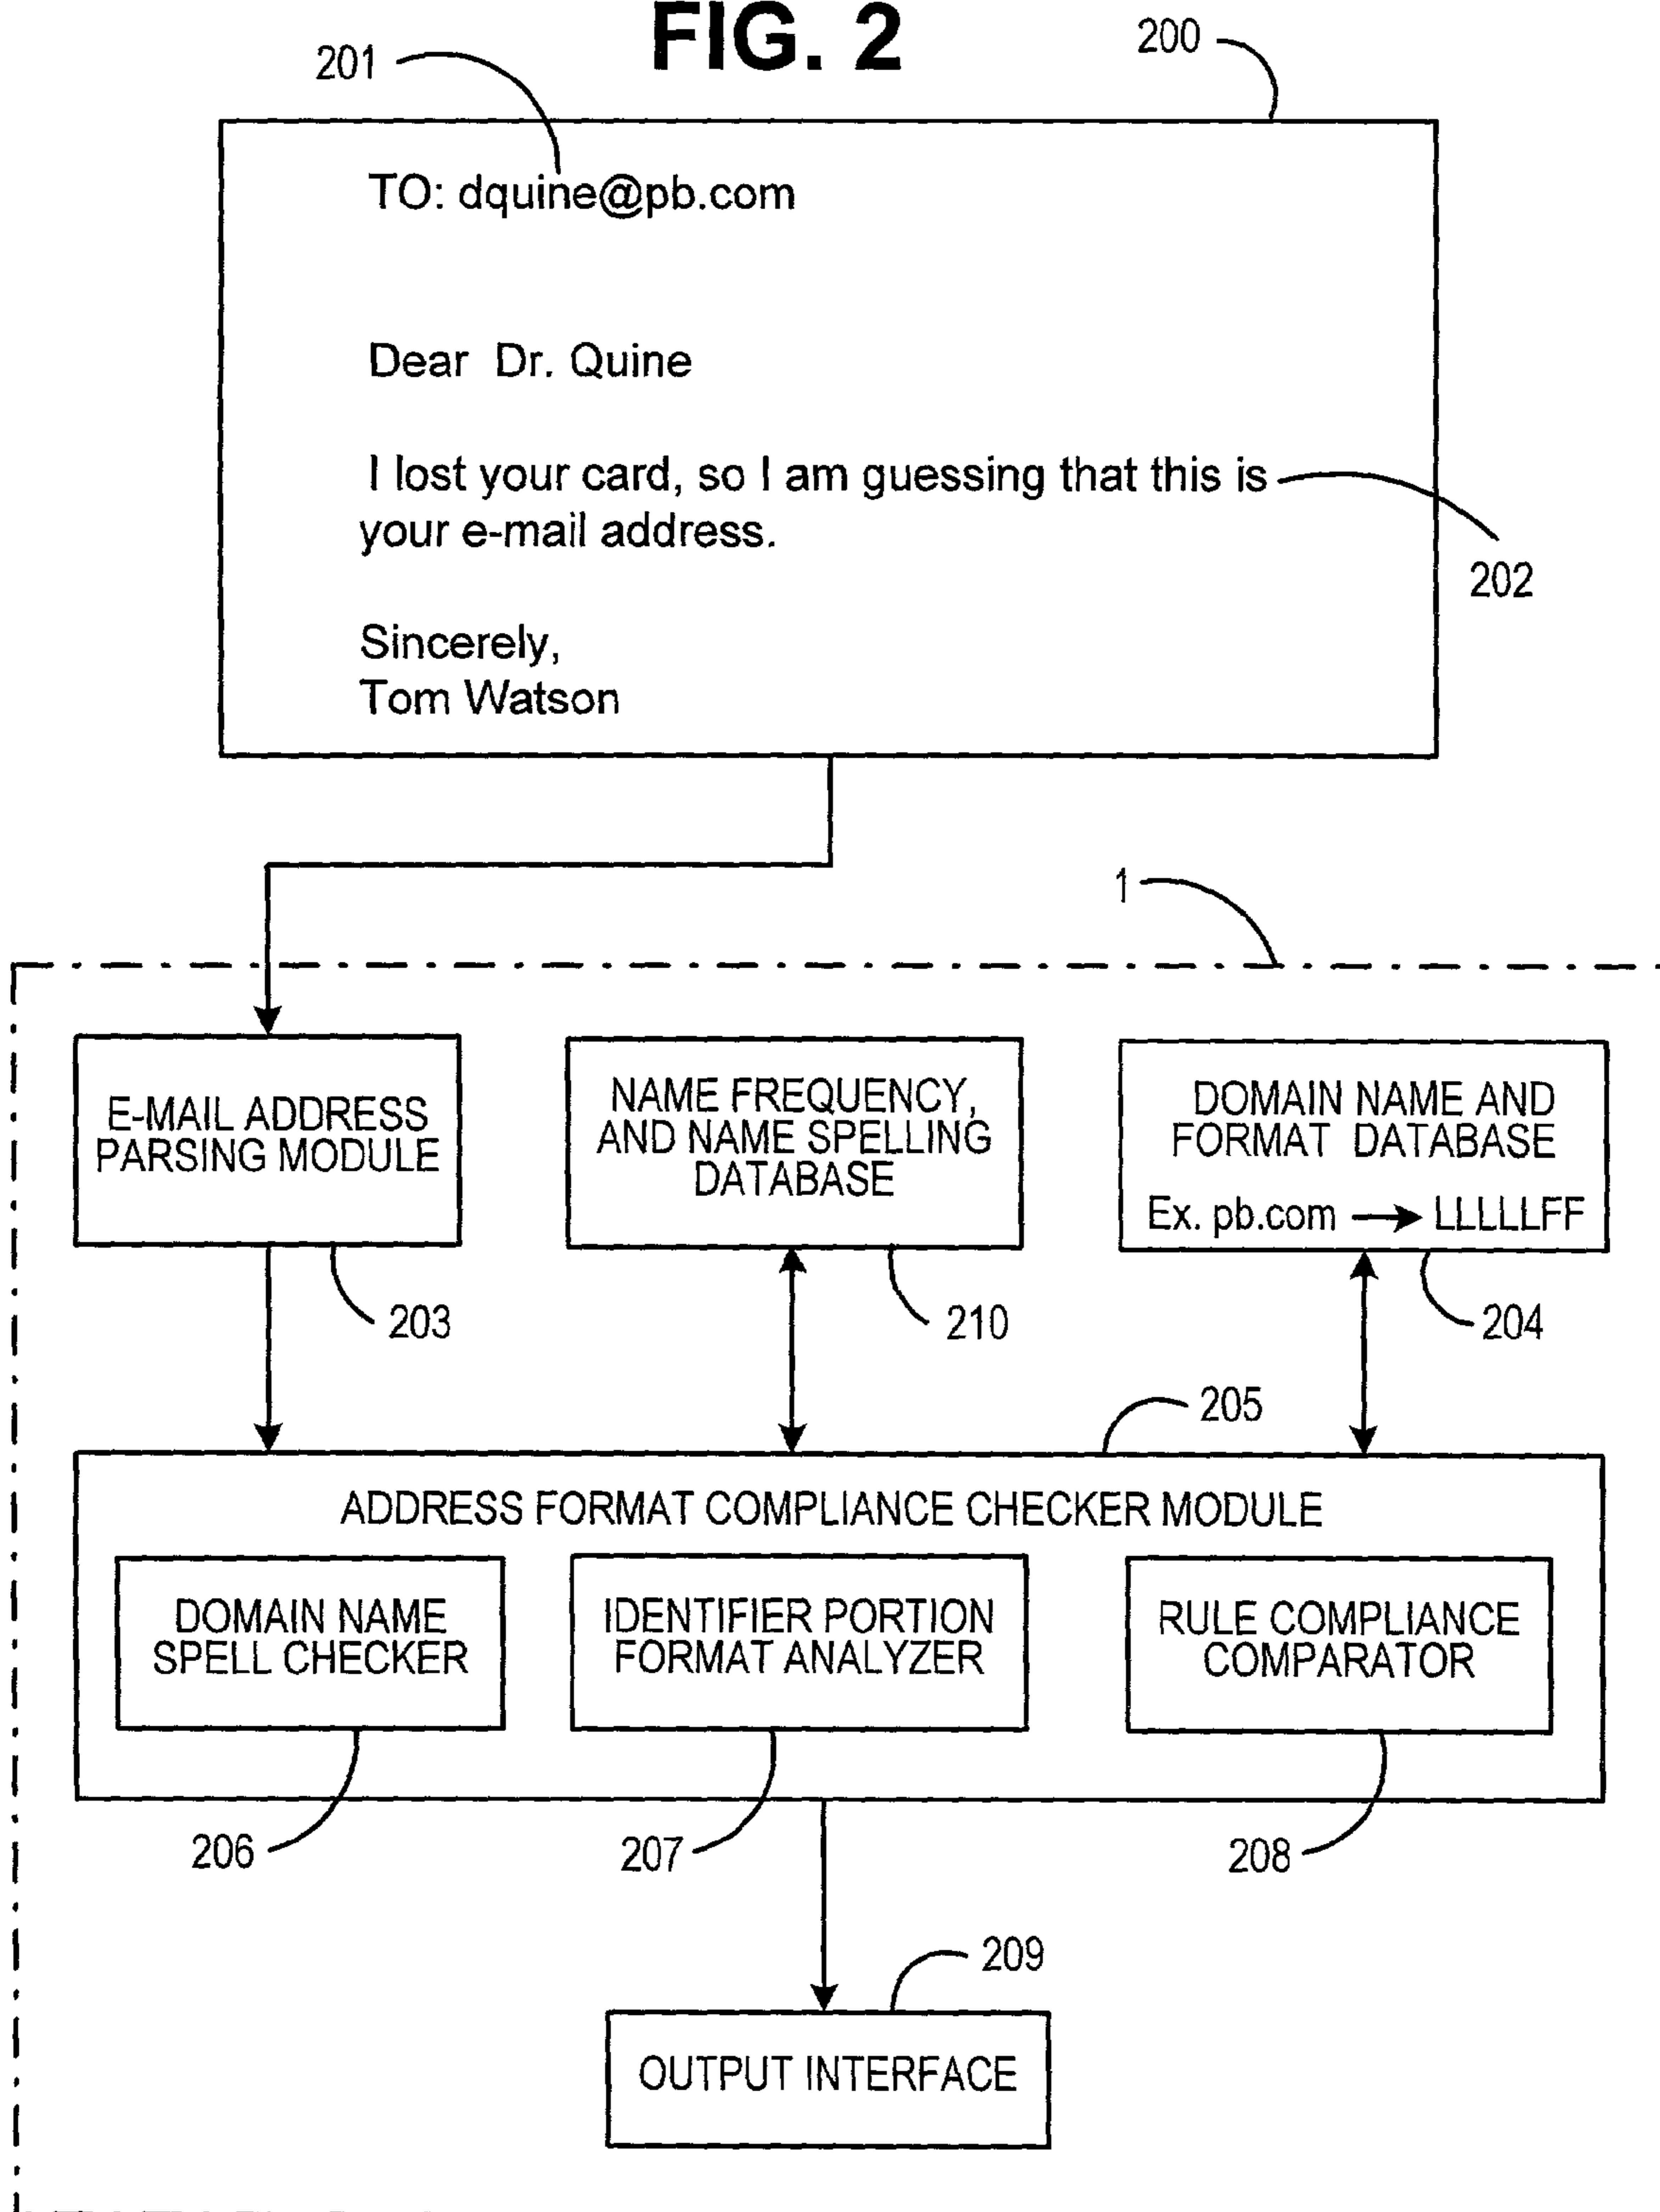 FIG. 2
201
200
TO: dquine@pb.com
Dear Dr. Quine
I lost your card, so I am guessing that this is
your e-mail address.
202
Sincerely,
Tom Watson
1
E-MAIL ADDRESS
PARSING MODULE
NAME FREQUENCY,
AND NAME SPELLING
DATABASE
DOMAIN NAME AND
FORMAT DATABASE
Ex. pb.com → LLLLLFF
203
210
204
205
ADDRESS FORMAT COMPLIANCE CHECKER MODULE
DOMAIN NAME
SPELL CHECKER
IDENTIFIER PORTION
FORMAT ANALYZER
RULE COMPLIANCE
COMPARATOR
206
207
208
209
OUTPUT INTERFACE